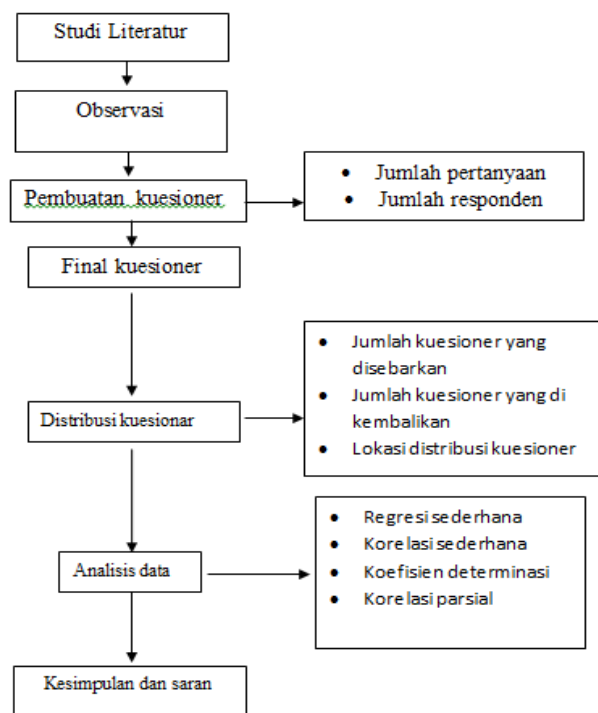 Studi Literatur
Observasi
Pembuatan kuesioner
• Jumlah pertanyaan
• Jumlah responden
Final kuesioner
• Jumlah kuesioner yang
disebarkan
• Jumlah kuesioner yang di
kembalikan
• Lokasi distribusi kuesioner
Distribusi kuesionar
• Regresi sederhana
• Korelasi sederhana
• Koefisien determinasi
• Korelasi parsial
Analisis data
Kesimpulan dan saran